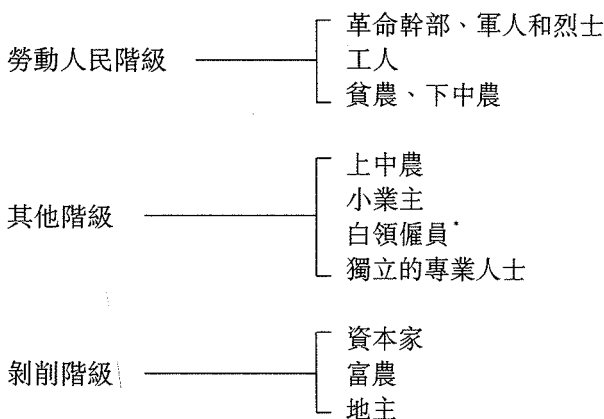 勞動人民階級
革命幹部、軍人和烈士
工人
貧農、下中農
其他階級
上中農
小業主
白領僱員*
獨立的專業人士
剝削階級
資本家
富農
地主